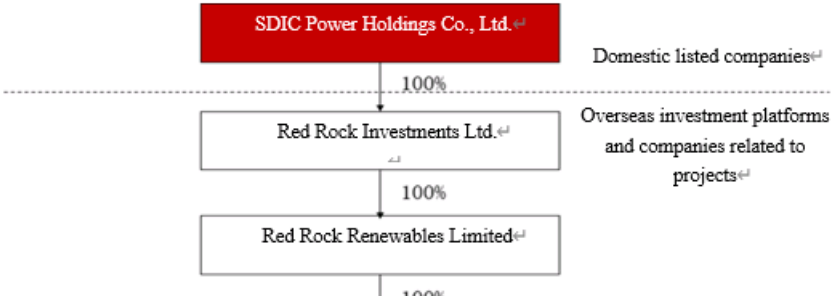 SDIC Power Holdings Co., Ltd.
Domestic listed companies
100%
Red Rock Investments Ltd.
Overseas investment platforms
and companies related to
projects
100%
Red Rock Renewables Limited
100%